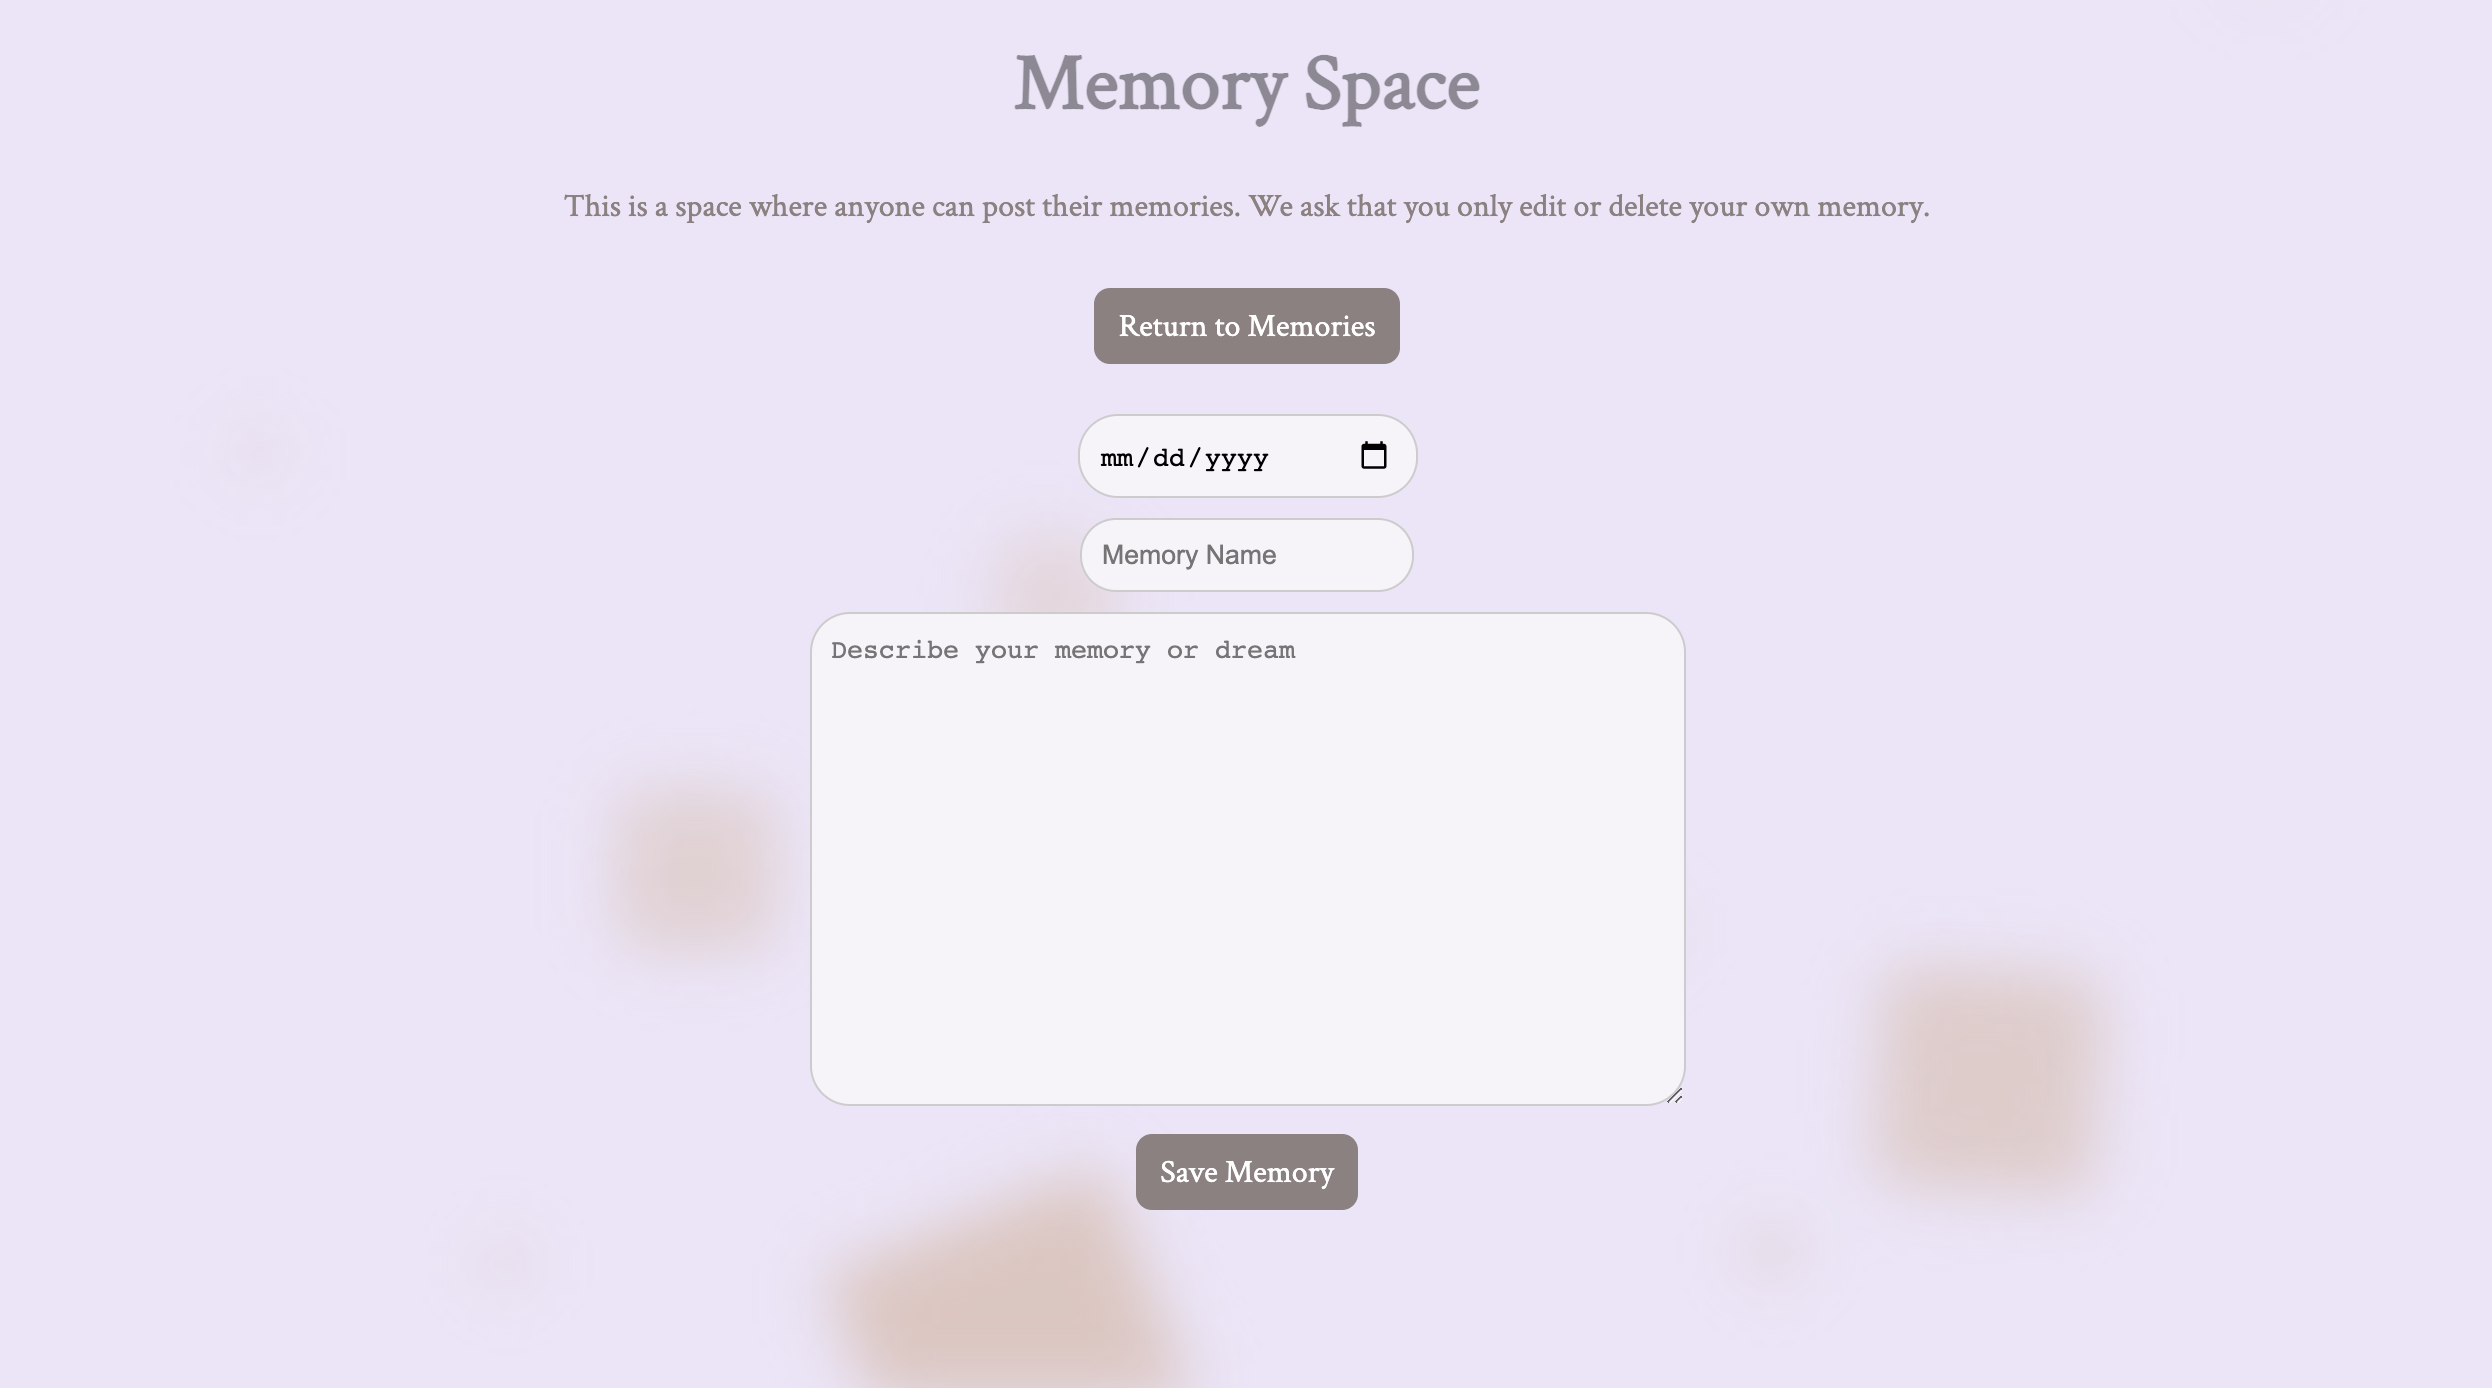 Memory Space
This is a space where anyone can post their memories. We ask that you only edit or delete your own memory.
Return to Memories
mm/dd/yyyy
Memory Name
Describe your memory or dream
Save Memory